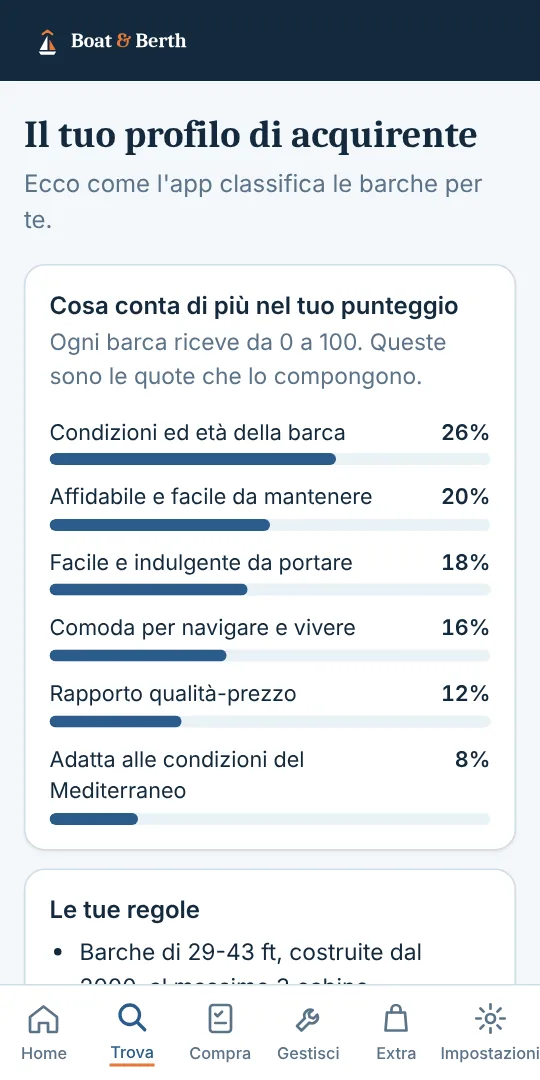 Boat & Berth
Il tuo profilo di acquirente
Ecco come l'app classifica le barche per
te.
Cosa conta di più nel tuo punteggio
Ogni barca riceve da 0 a 100. Queste
sono le quote che lo compongono.
Condizioni ed età della barca 26%
Affidabile e facile da mantenere 20%
Facile e indulgente da portare 18%
Comoda per navigare e vivere 16%
Rapporto qualità-prezzo 12%
Adatta alle condizioni del 8%
Mediterraneo
Le tue regole
• Barche di 29-43 ft, costruite dal
Home Trova Compra Gestisci Extra Impostazioni